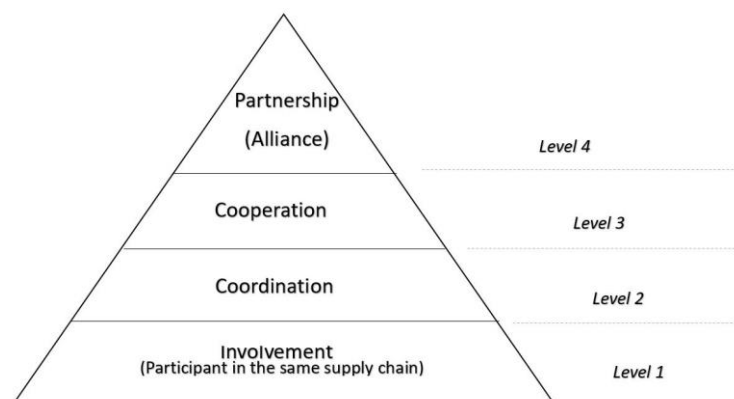 Partnership
(Alliance)
Level 4
Cooperation
Level 3
Coordination
Level 2
Involvement
(Participant in the same supply chain)
Level 1